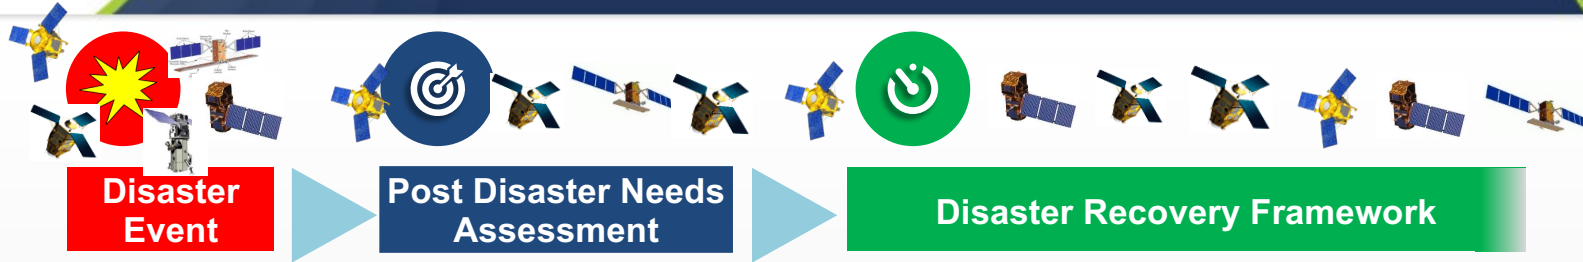 Disaster
Event
Post Disaster Needs
Assessment
Disaster Recovery Framework